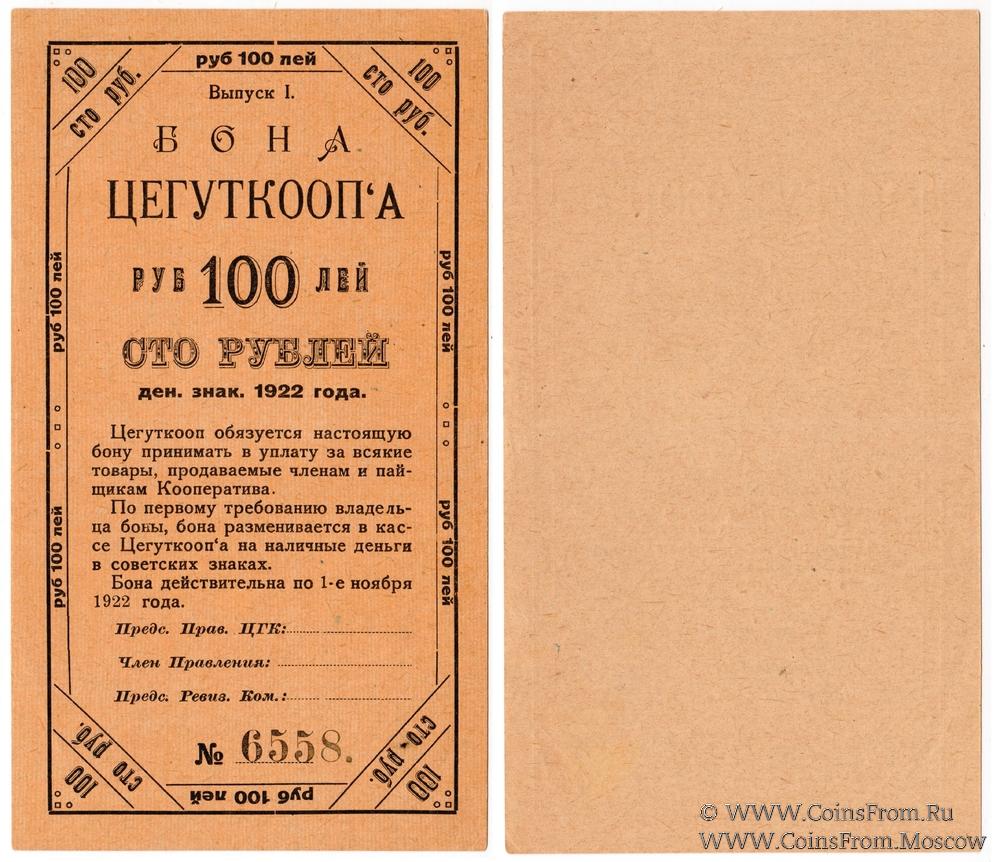 100
сто руб.
руб 100 лей
100
сто руб.
Выпуск I.
БОНА
ЦЕГУТКООП‘А
РУБ 100 ЛЕЙ
СТО РУБЛЕЙ
ден. знак. 1922 года.
руб 100 лей
руб 100 лей
Цегуткооп обязуется настоящую
бону принимать в уплату за всякие
товары, продаваемые членам и пай-
щикам Кооператива.
По первому требованию владель-
ца боны, бона разменивается в кас-
се Цегуткооп‘а на наличные деньги
в советских знаках.
Бона действительна по 1-е ноября
1922 года.
руб 100 лей
руб 100 лей
Предс. Прав. ЦГК:
Член Правления:
Предс. Ревиз. Ком.:
№ 6558.
сто руб.
100
руб 100 лей
сто руб.
100
© WWW.CoinsFrom.Ru
WWW.CoinsFrom.Moscow